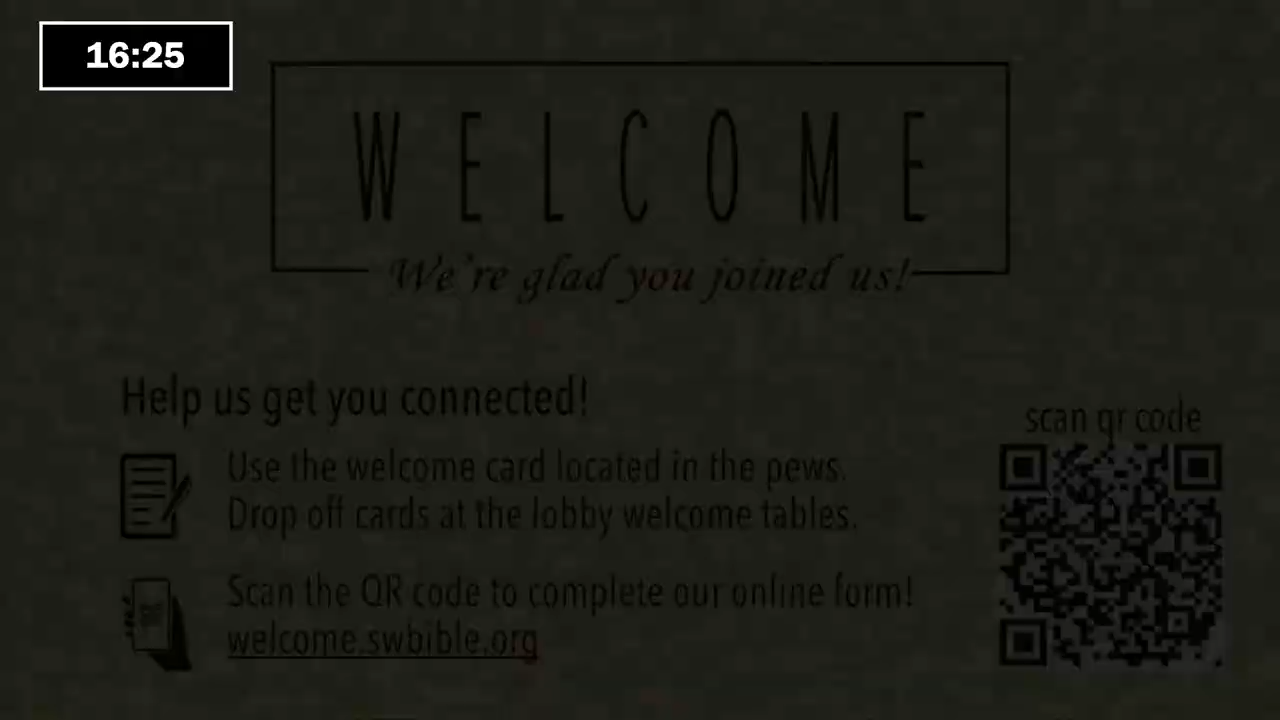 16:25
WELCOME
We're glad you joined us!
Help us get you connected!
Use the welcome card located in the pews.
Drop off cards at the lobby welcome tables.
scan qr code
Scan the QR code to complete our online form!
welcome.swbible.org